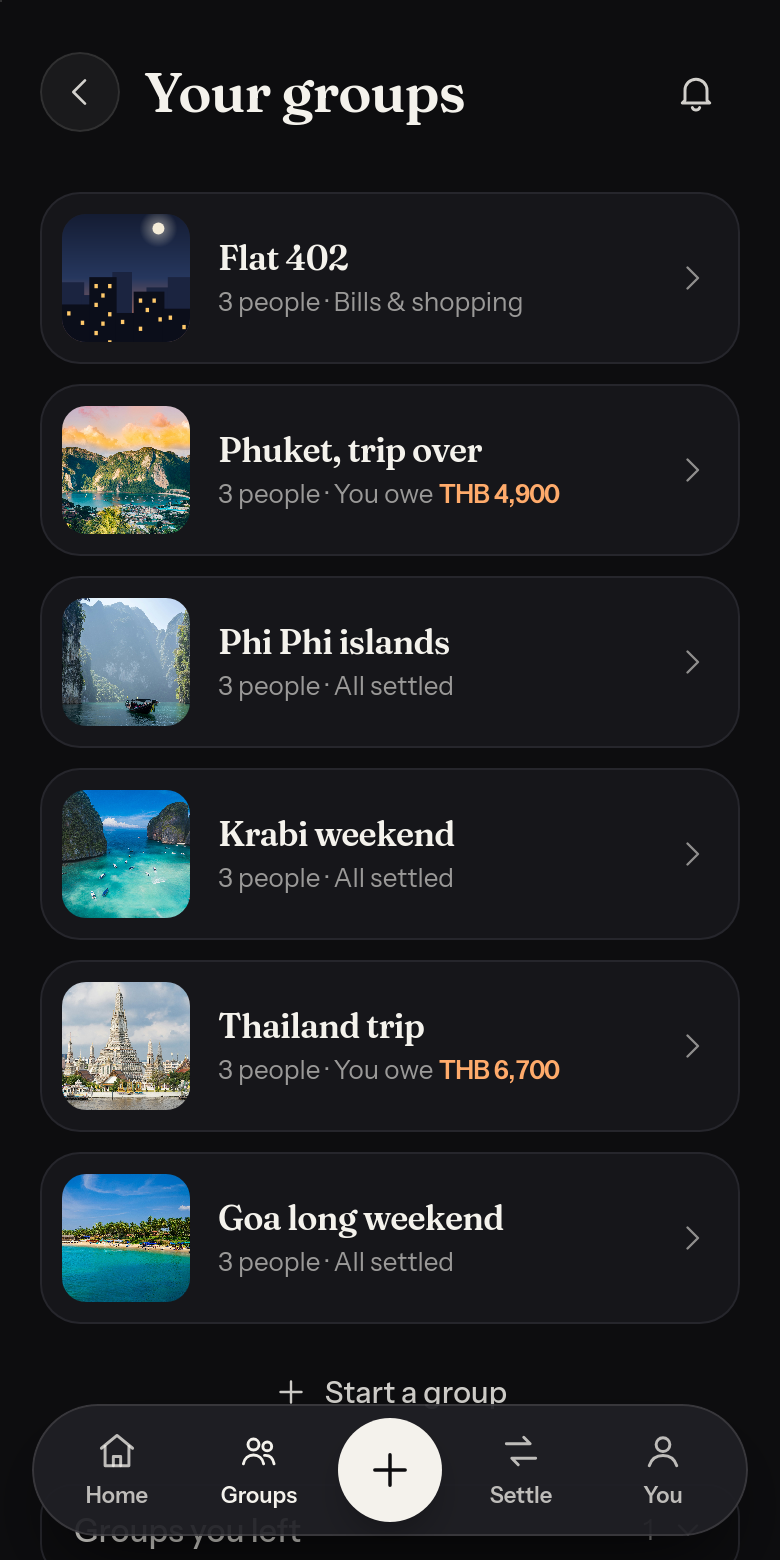 Your groups
Flat 402
3 people · Bills & shopping
Phuket, trip over
3 people · You owe THB 4,900
Phi Phi islands
3 people · All settled
Krabi weekend
3 people · All settled
Thailand trip
3 people · You owe THB 6,700
Goa long weekend
3 people · All settled
Start a group
Home Groups Settle You
Groups you left 1